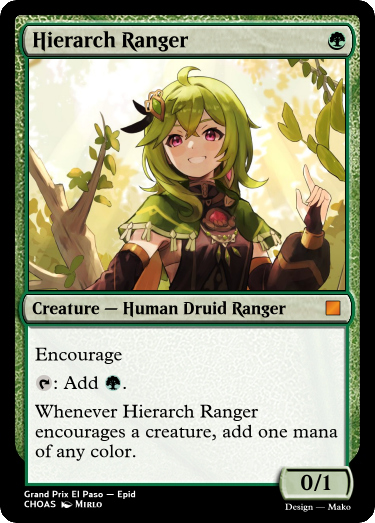 Hierarch Ranger
Creature — Human Druid Ranger
Encourage
: Add .
Whenever Hierarch Ranger
encourages a creature, add one mana
of any color.
0/1
Grand Prix El Paso — Epid
CHOAS Mirlo
Design — Mako